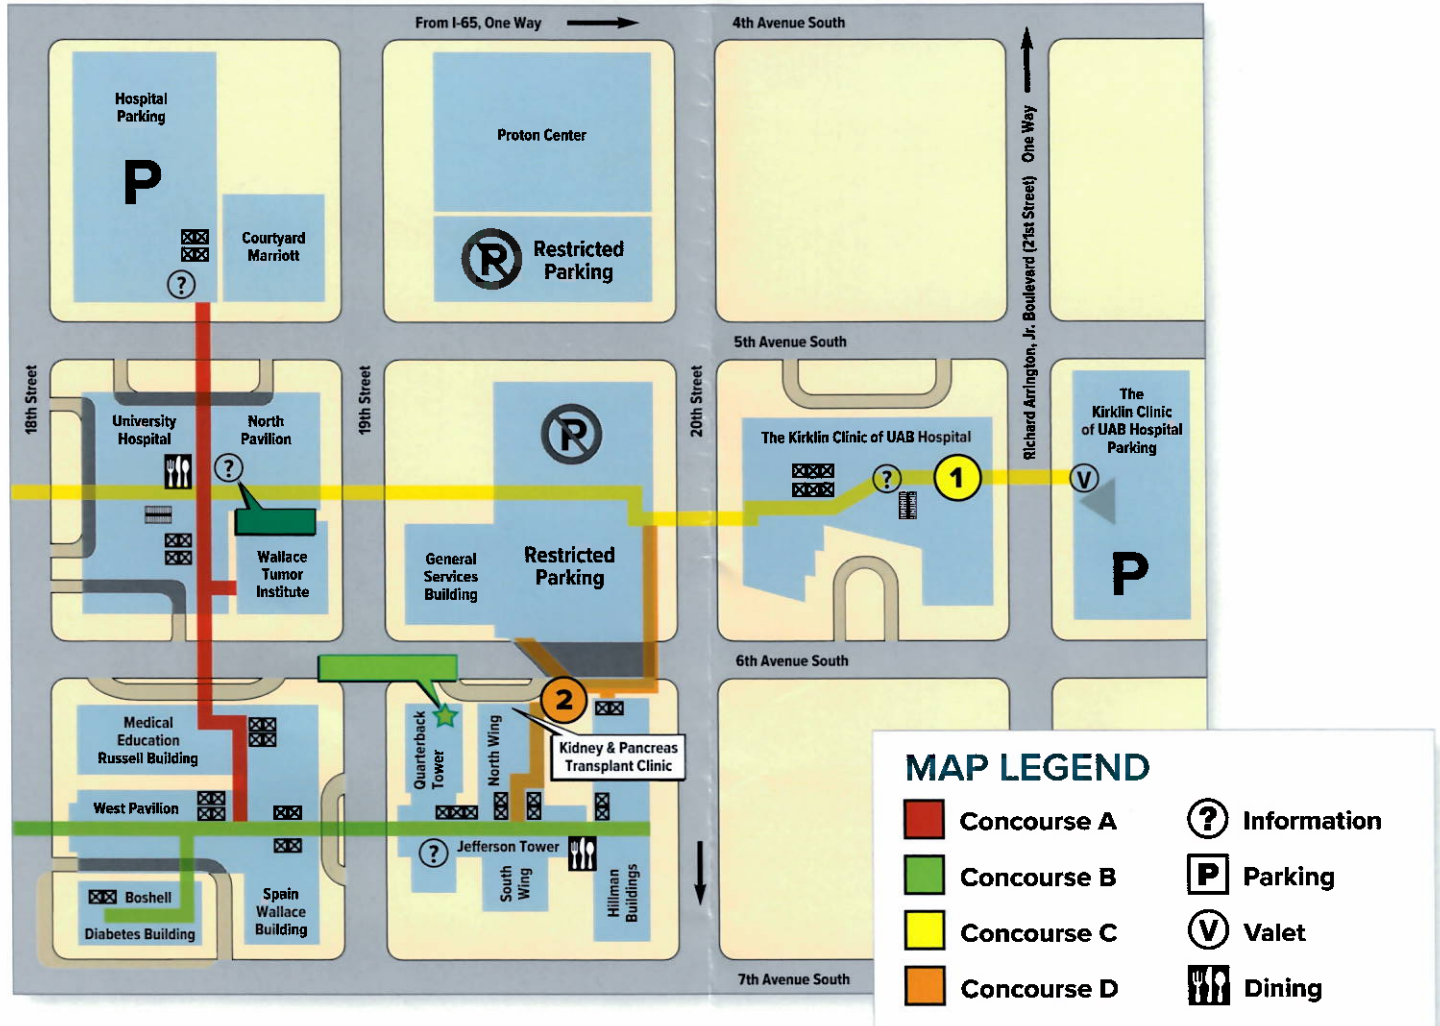 From I-65, One Way
4th Avenue South
Hospital
Parking
P
?
Courtyard
Marriott
Proton Center
P
Restricted
Parking
Richard Arrington, Jr. Boulevard (21st Street) One Way
5th Avenue South
18th Street
19th Street
20th Street
University
Hospital
North
Pavilion
?
Wallace
Tumor
Institute
P
General
Services
Building
Restricted
Parking
The Kirklin Clinic of UAB Hospital
?
1
The
Kirklin Clinic
of UAB Hospital
Parking
V
P
6th Avenue South
Medical
Education
Russell Building
West Pavilion
Boshell
Diabetes Building
Spain
Wallace
Building
Quarterback
Tower
North Wing
2
Kidney & Pancreas
Transplant Clinic
?
Jefferson Tower
South
Wing
Hillman
Buildings
7th Avenue South
MAP LEGEND
Concourse A
Concourse B
Concourse C
Concourse D
? Information
P Parking
V Valet
Dining